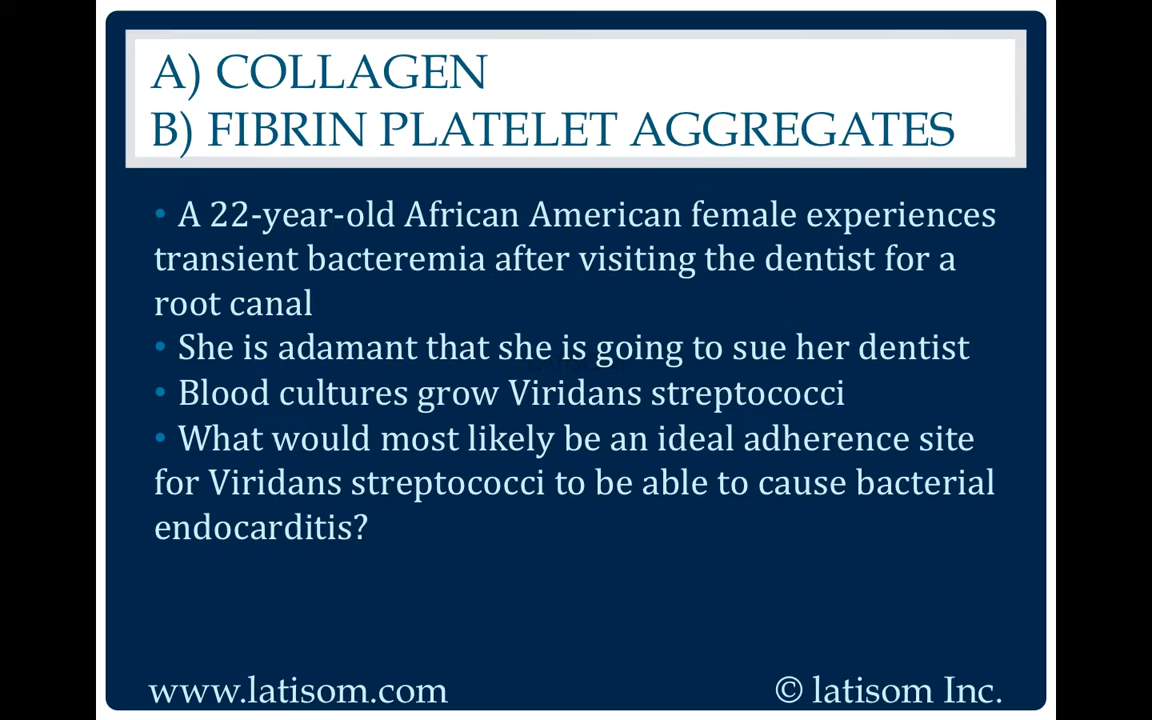 A) COLLAGEN
B) FIBRIN PLATELET AGGREGATES
• A 22-year-old African American female experiences
transient bacteremia after visiting the dentist for a
root canal
• She is adamant that she is going to sue her dentist
• Blood cultures grow Viridans streptococci
• What would most likely be an ideal adherence site
for Viridans streptococci to be able to cause bacterial
endocarditis?
www.latisom.com
© latisom Inc.